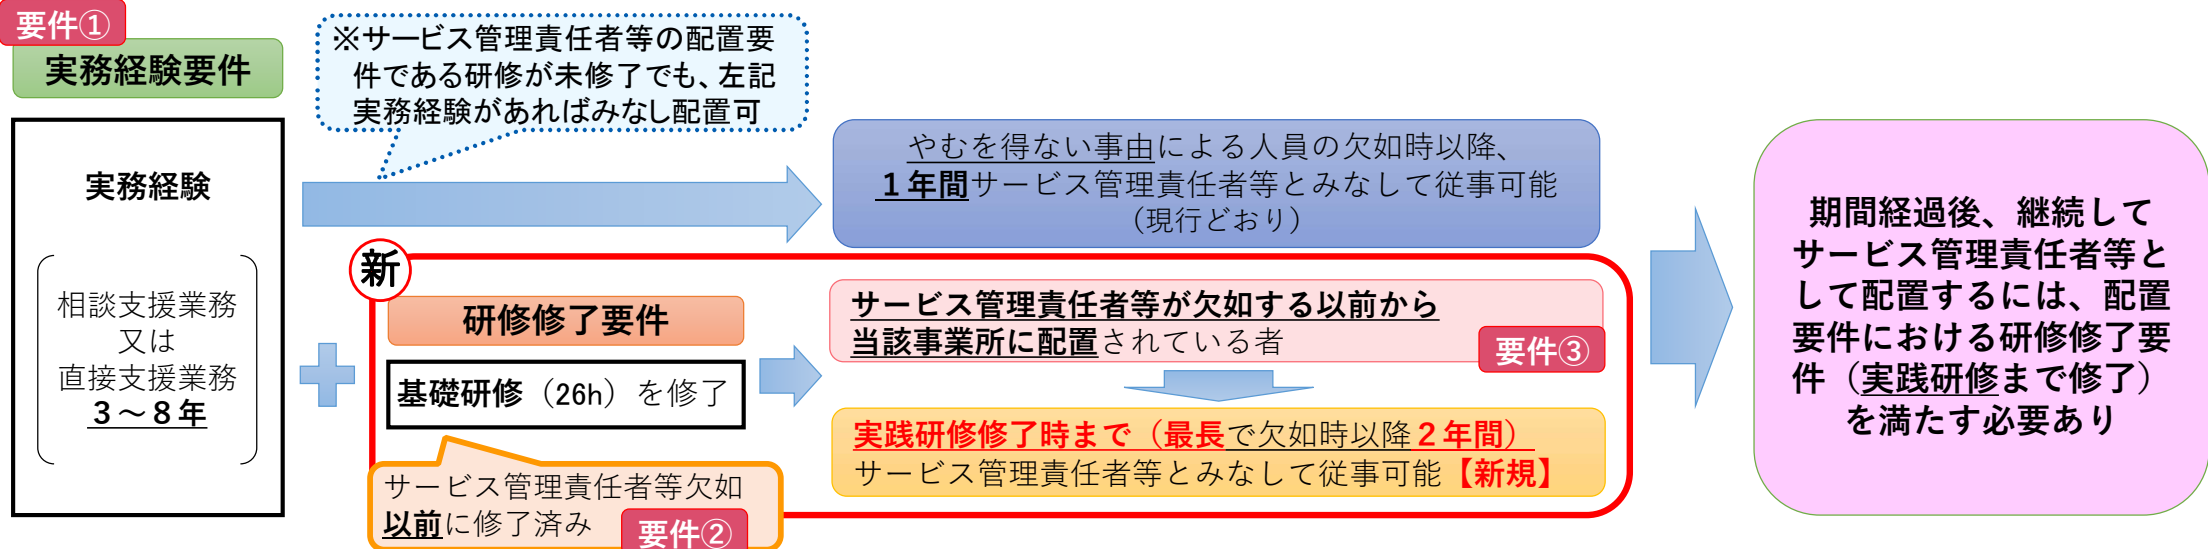 要件①
実務経験要件
実務経験
相談支援業務
又は
直接支援業務
３～８年
※サービス管理責任者等の配置要
件である研修が未修了でも、左記
実務経験があればみなし配置可
やむを得ない事由による人員の欠如時以降、
１年間サービス管理責任者等とみなして従事可能
（現行どおり）
新
研修修了要件
基礎研修（26h）を修了
サービス管理責任者等欠如
以前に修了済み
要件②
サービス管理責任者等が欠如する以前から
当該事業所に配置されている者
要件③
実践研修修了時まで（最長で欠如時以降２年間）
サービス管理責任者等とみなして従事可能【新規】
期間経過後、継続して
サービス管理責任者等と
して配置するには、配置
要件における研修修了要
件（実践研修まで修了）
を満たす必要あり